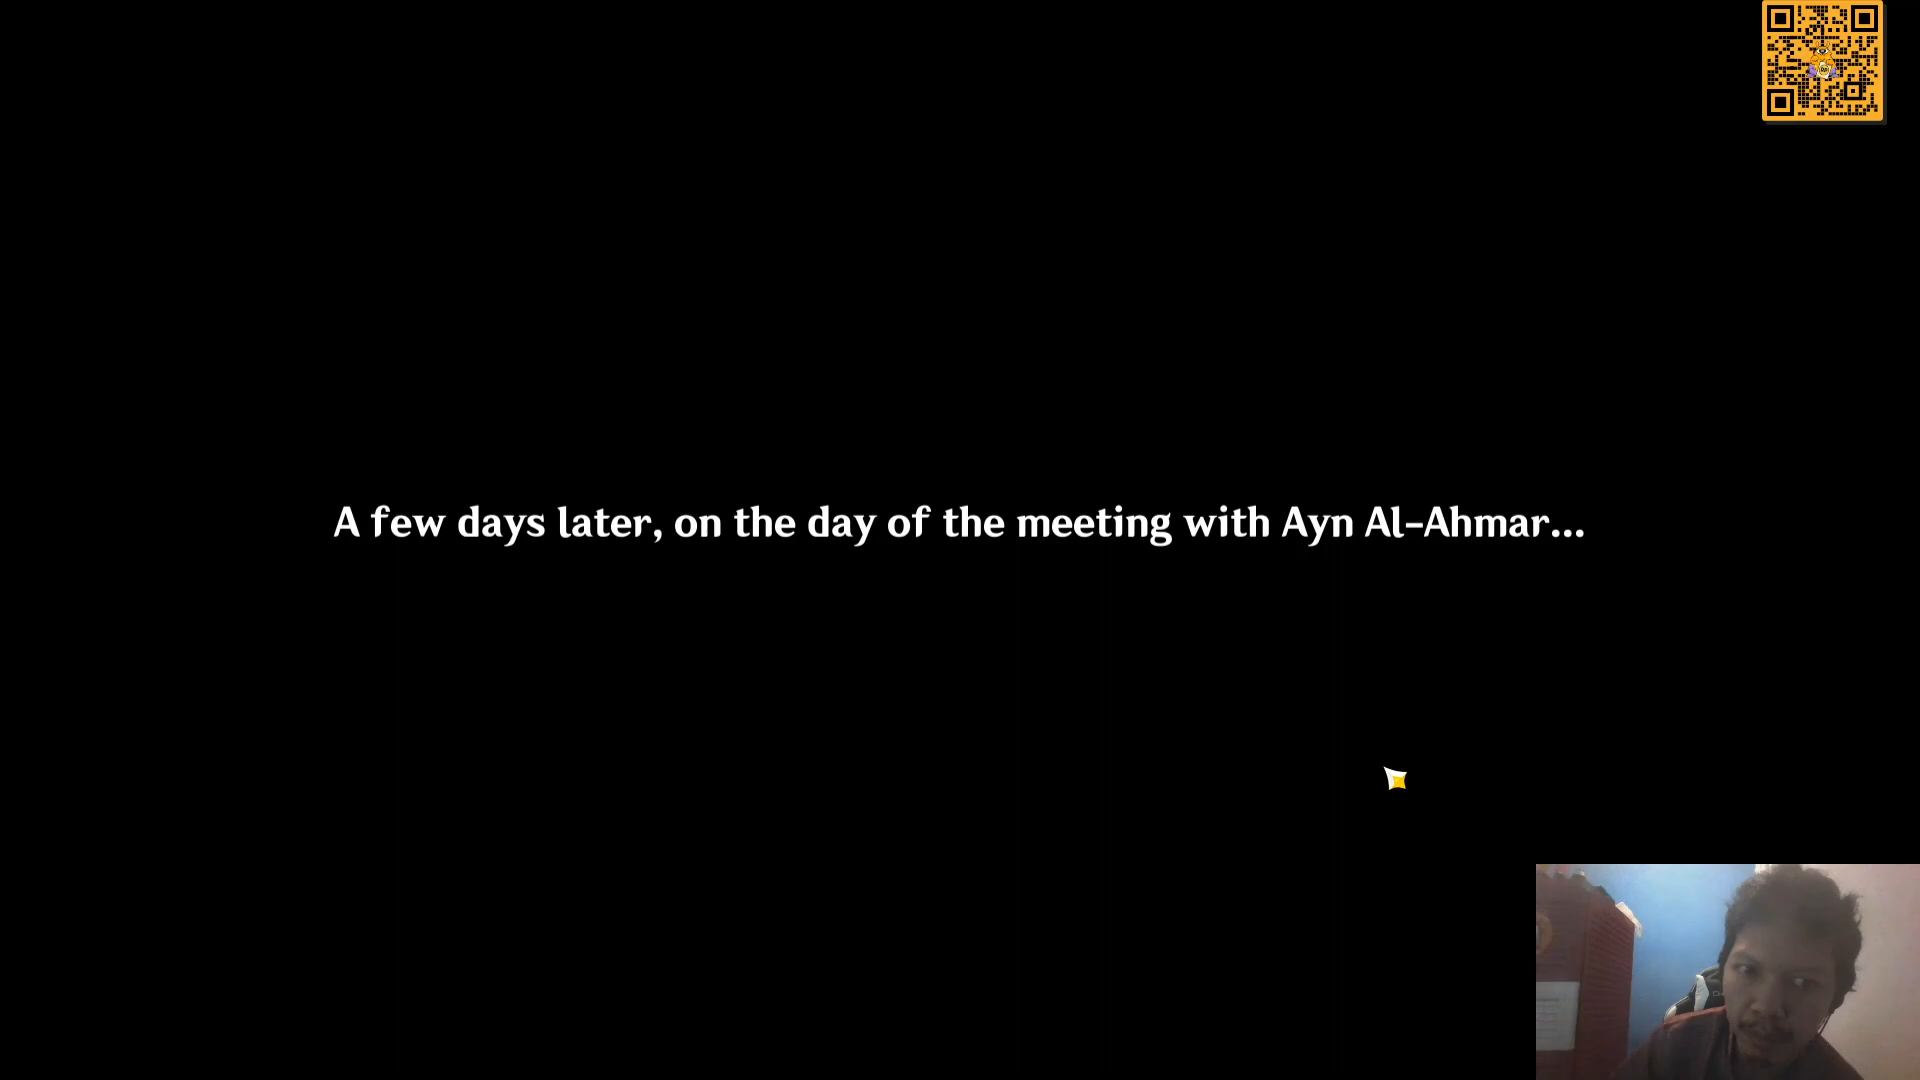 A few days later, on the day of the meeting with Ayn Al-Ahmar...